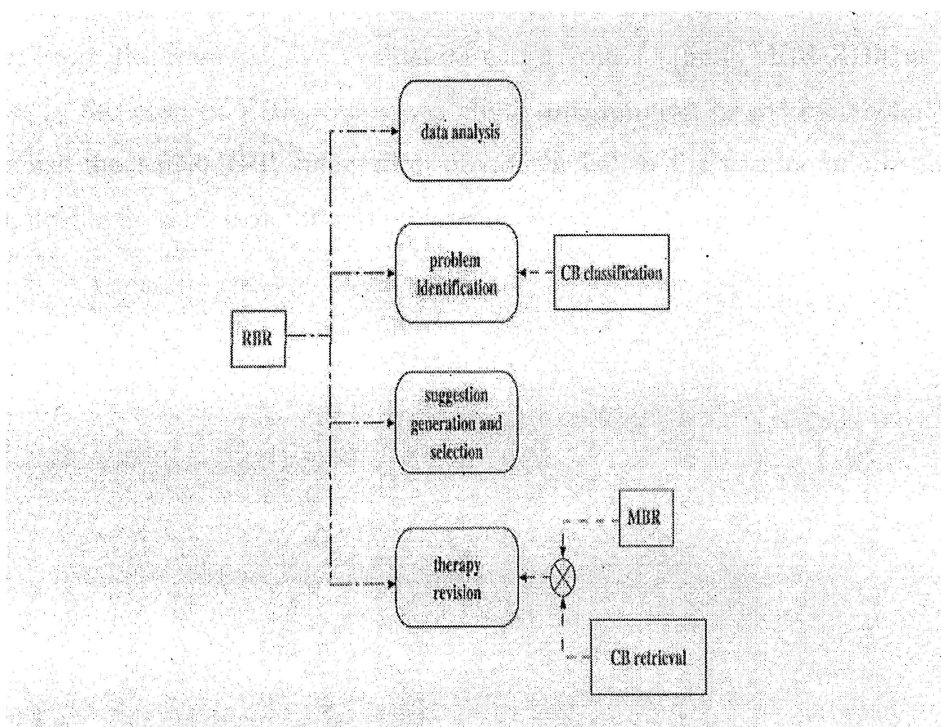 data analysis
problem
identification
CB classification
RBR
suggestion
generation and
selection
MBR
therapy
revision
CB retrieval